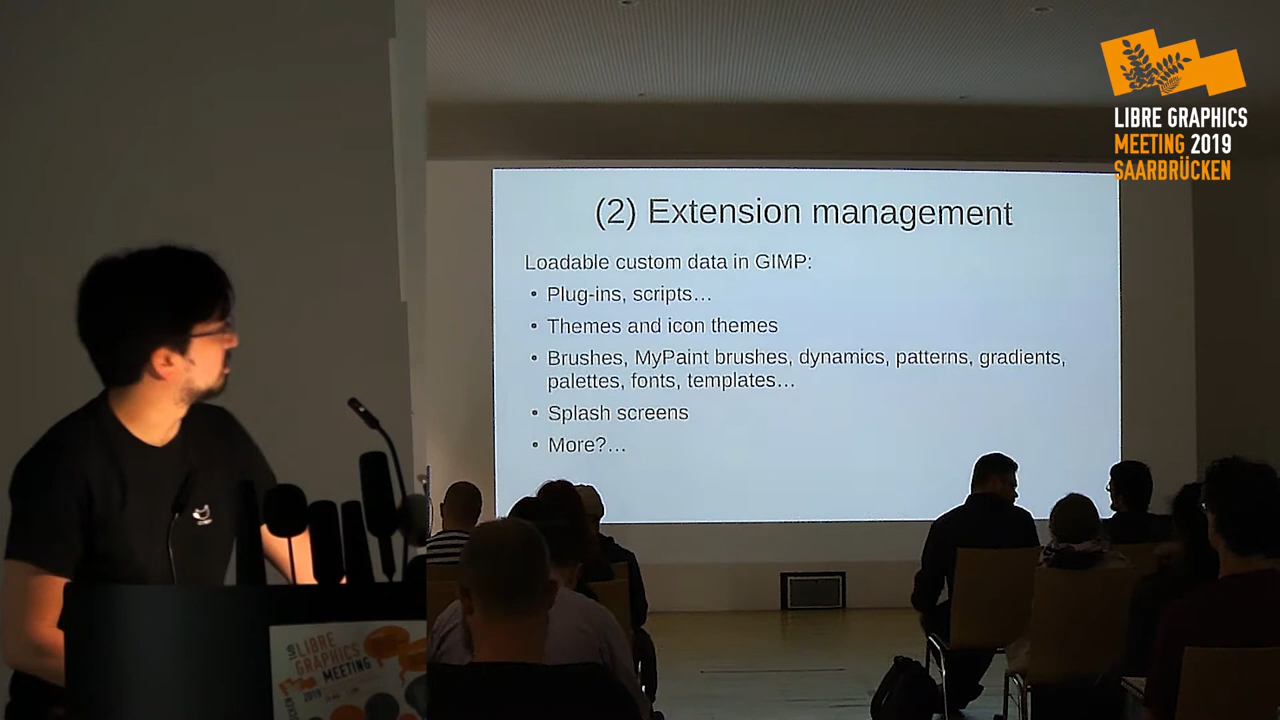 LIBRE GRAPHICS
MEETING 2019
SAARBRÜCKEN
(2) Extension management
Loadable custom data in GIMP:
• Plug-ins, scripts…
• Themes and icon themes
• Brushes, MyPaint brushes, dynamics, patterns, gradients,
palettes, fonts, templates…
• Splash screens
• More?…
LIBRE
GRAPHICS
MEETING
2019